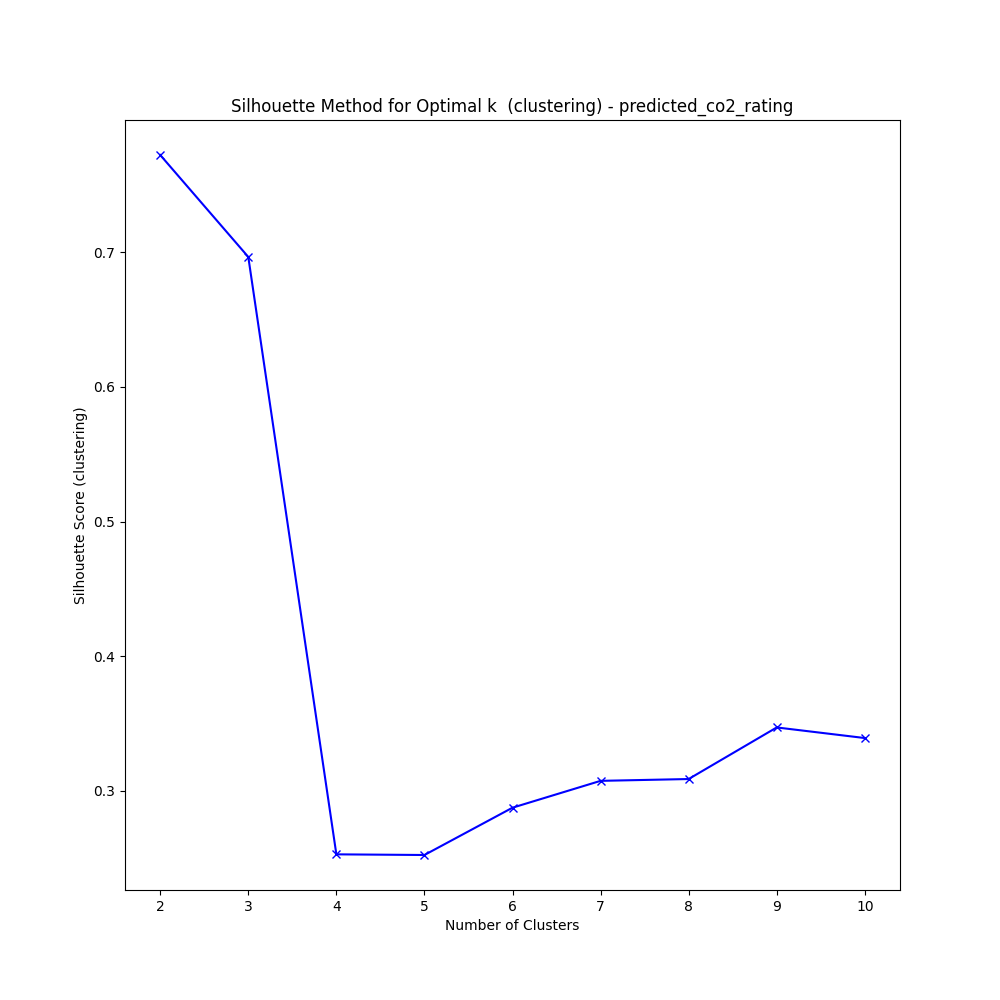 Silhouette Method for Optimal k  (clustering) - predicted_co2_rating
Silhouette Score (clustering)
0.7
0.6
0.5
0.4
0.3
2 3 4 5 6 7 8 9 10
Number of Clusters